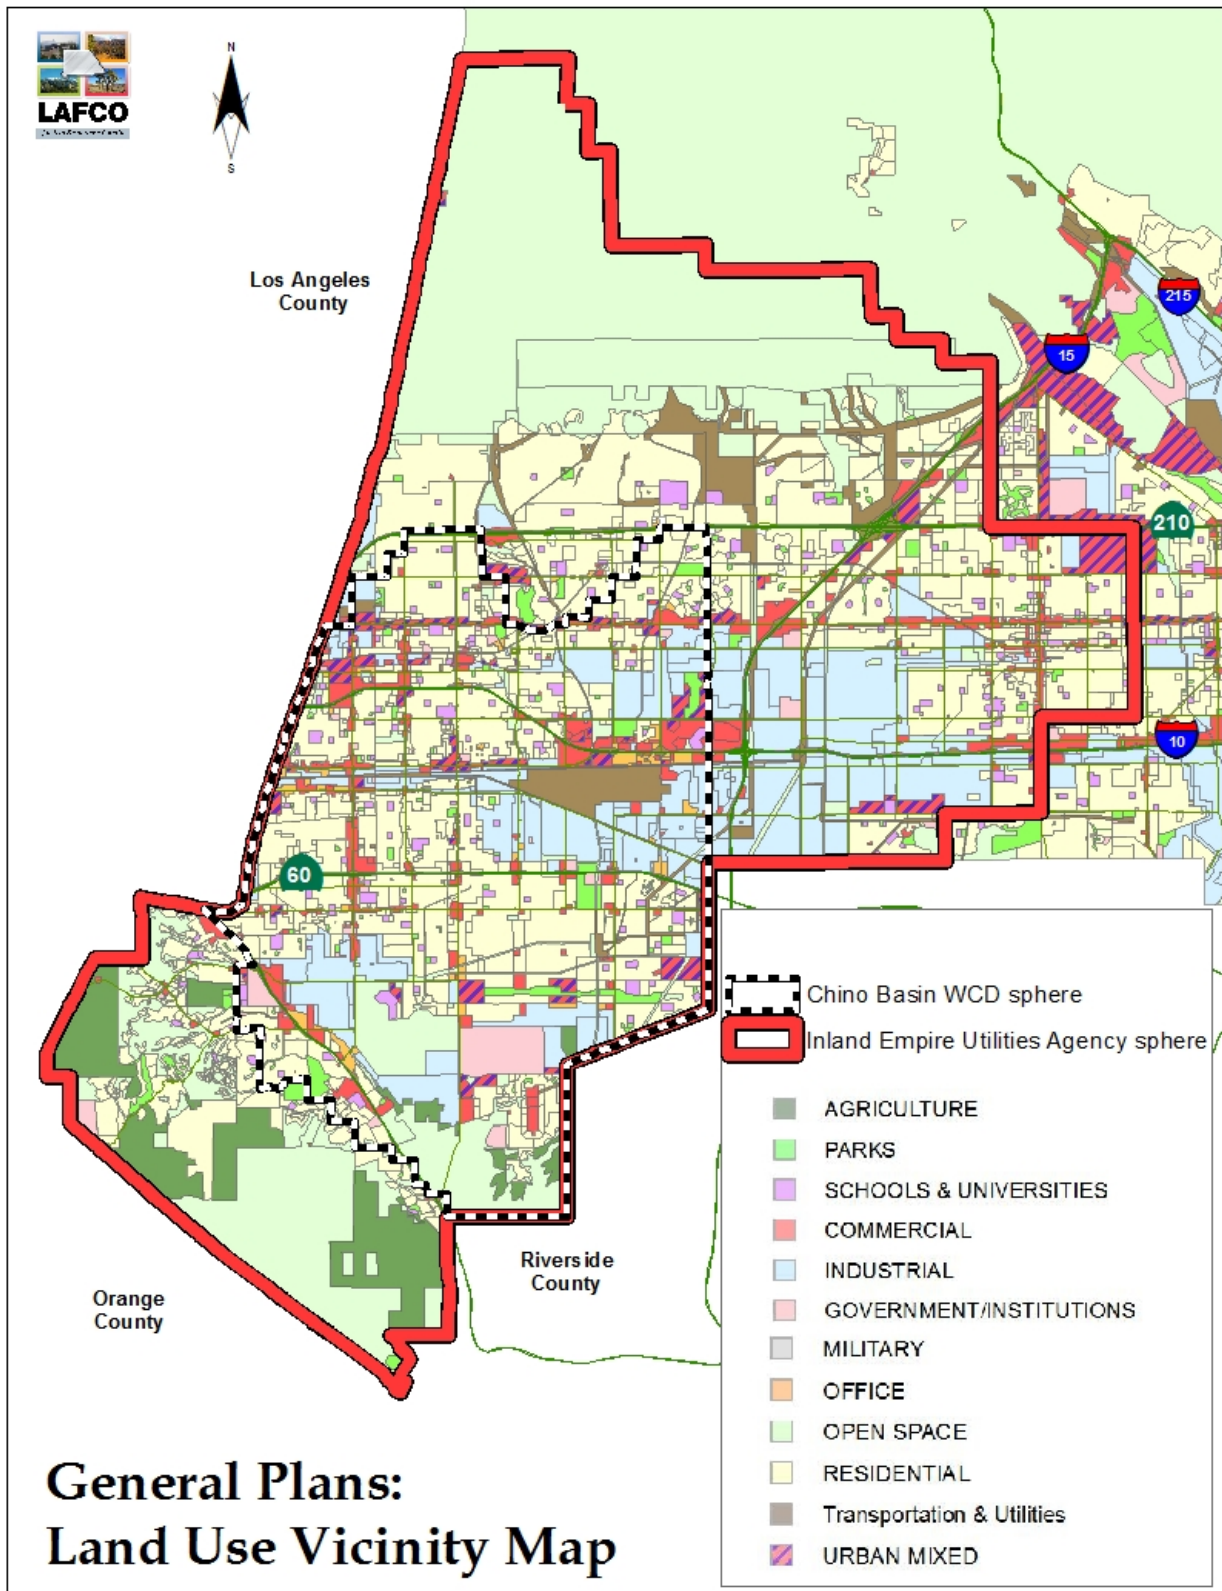 LAFCO
N
S
Los Angeles
County
215
15
210
10
60
Chino Basin WCD sphere
Inland Empire Utilities Agency sphere
AGRICULTURE
PARKS
SCHOOLS & UNIVERSITIES
COMMERCIAL
INDUSTRIAL
GOVERNMENT/INSTITUTIONS
MILITARY
OFFICE
OPEN SPACE
RESIDENTIAL
Transportation & Utilities
URBAN MIXED
Riverside
County
Orange
County
General Plans:
Land Use Vicinity Map